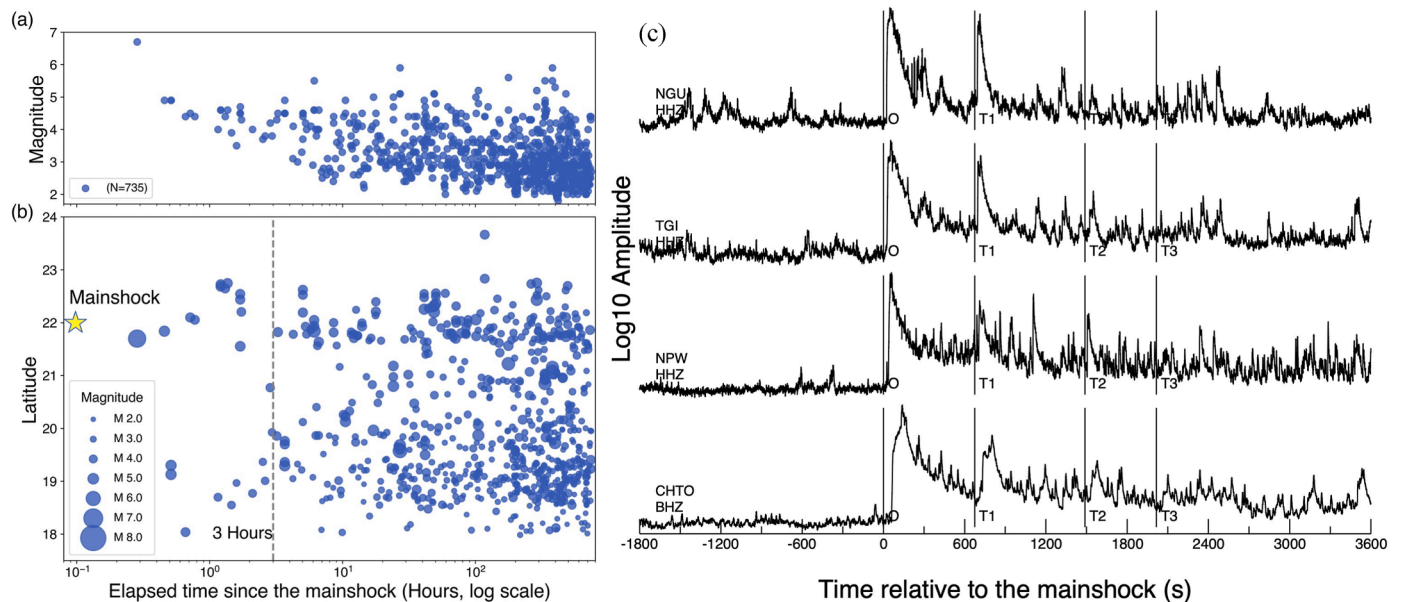 (a)
7
6
5
4
3
2
Magnitude
(N=735)
(b)
24
23
22
21
20
19
18
Latitude
Mainshock
Magnitude
M 2.0
M 3.0
M 4.0
M 5.0
M 6.0
M 7.0
M 8.0
3 Hours
10⁻¹ 10⁰ 10¹ 10²
Elapsed time since the mainshock (Hours, log scale)
(c)
Log10 Amplitude
NGU
HHZ
O T1 T2 T3
TGI
HHZ
O T1 T2 T3
NPW
HHZ
O T1 T2 T3
CHTO
BHZ
O T1 T2 T3
-1800 -1200 -600 0 600 1200 1800 2400 3000 3600
Time relative to the mainshock (s)